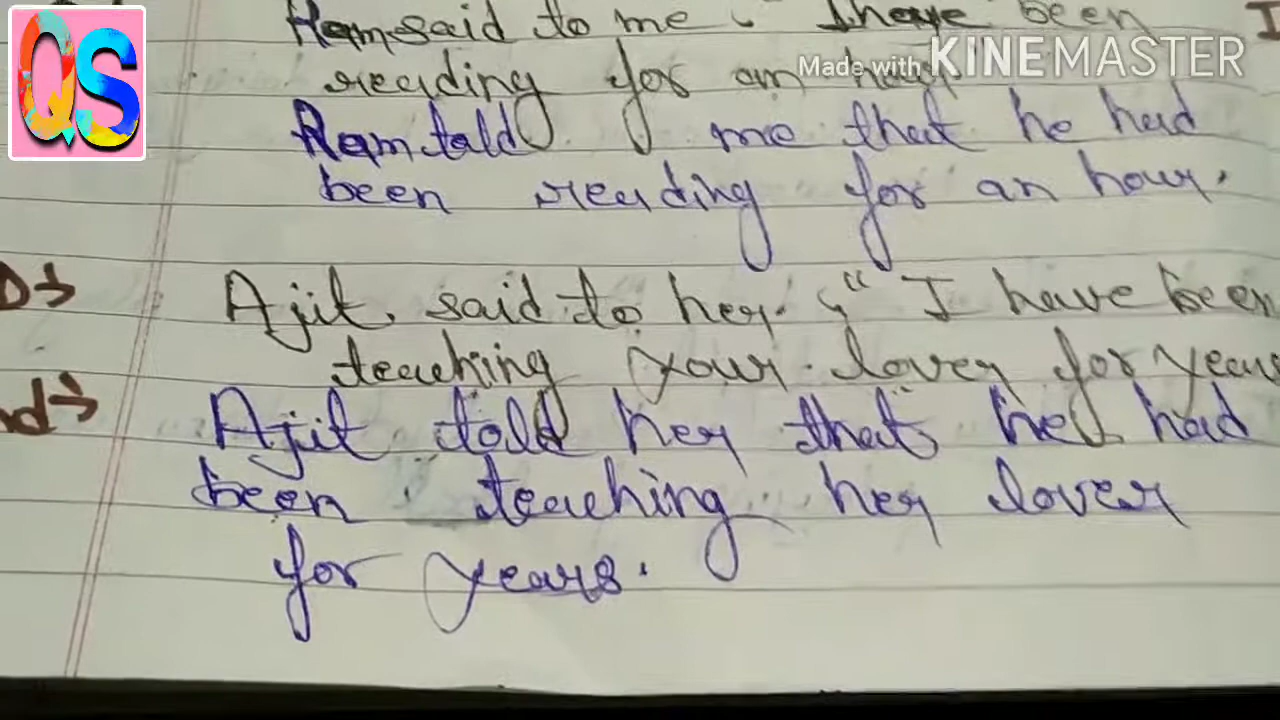 QS
Ram said to me, I have been
Made with KINEMASTER
reading for an hour
Ram told me that he had
been reading for an hour.
D→ Ajit said to her, "I have been
teaching your lover for years
nd→ Ajit told her that he had
been teaching her lover
for years.